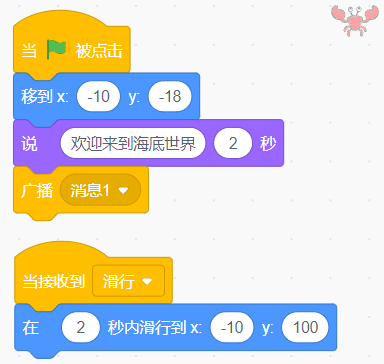 当 被点击
移到 x: -10 y: -18
说 欢迎来到海底世界 2 秒
广播 消息1
当接收到 滑行
在 2 秒内滑行到 x: -10 y: 100